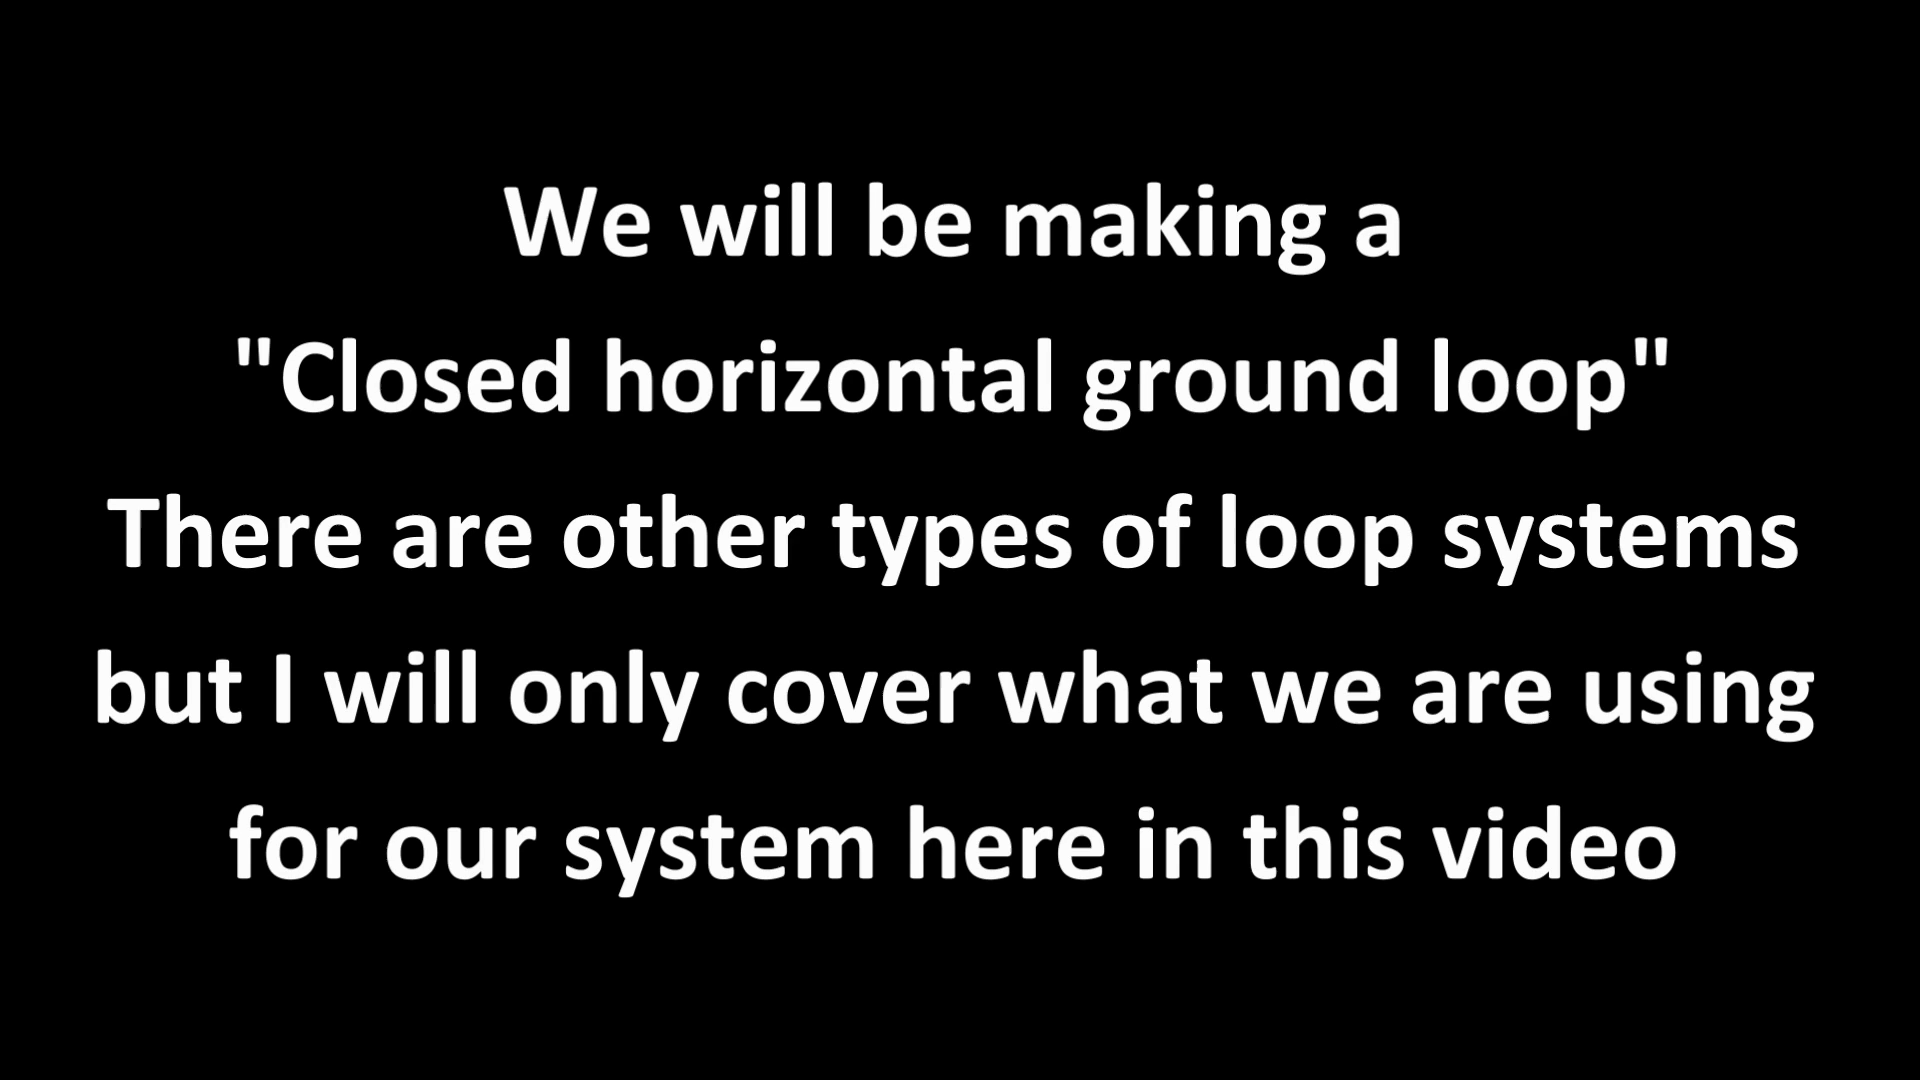 We will be making a
"Closed horizontal ground loop"
There are other types of loop systems
but I will only cover what we are using
for our system here in this video